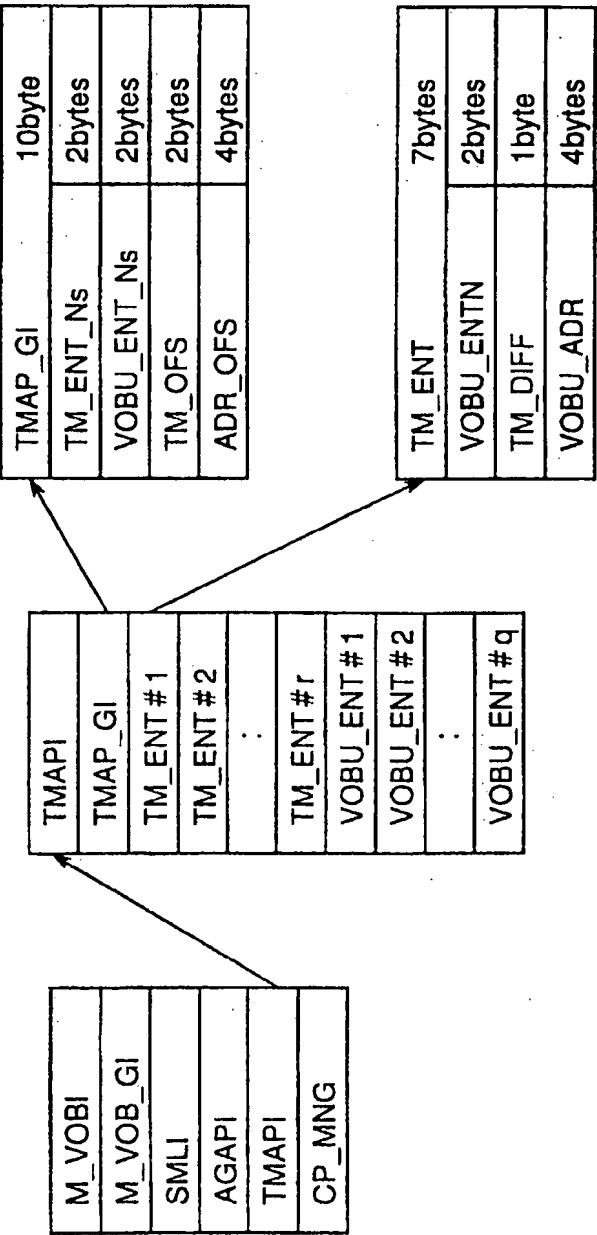 M_VOBI
M_VOB_GI
SMLI
AGAPI
TMAPI
CP_MNG
TMAPI
TMAP_GI
TM_ENT#1
TM_ENT#2
:
TM_ENT#r
VOBU_ENT#1
VOBU_ENT#2
:
VOBU_ENT#q
TMAP_GI 10byte
TM_ENT_Ns 2bytes
VOBU_ENT_Ns 2bytes
TM_OFS 2bytes
ADR_OFS 4bytes
TM_ENT 7bytes
VOBU_ENTN 2bytes
TM_DIFF 1byte
VOBU_ADR 4bytes